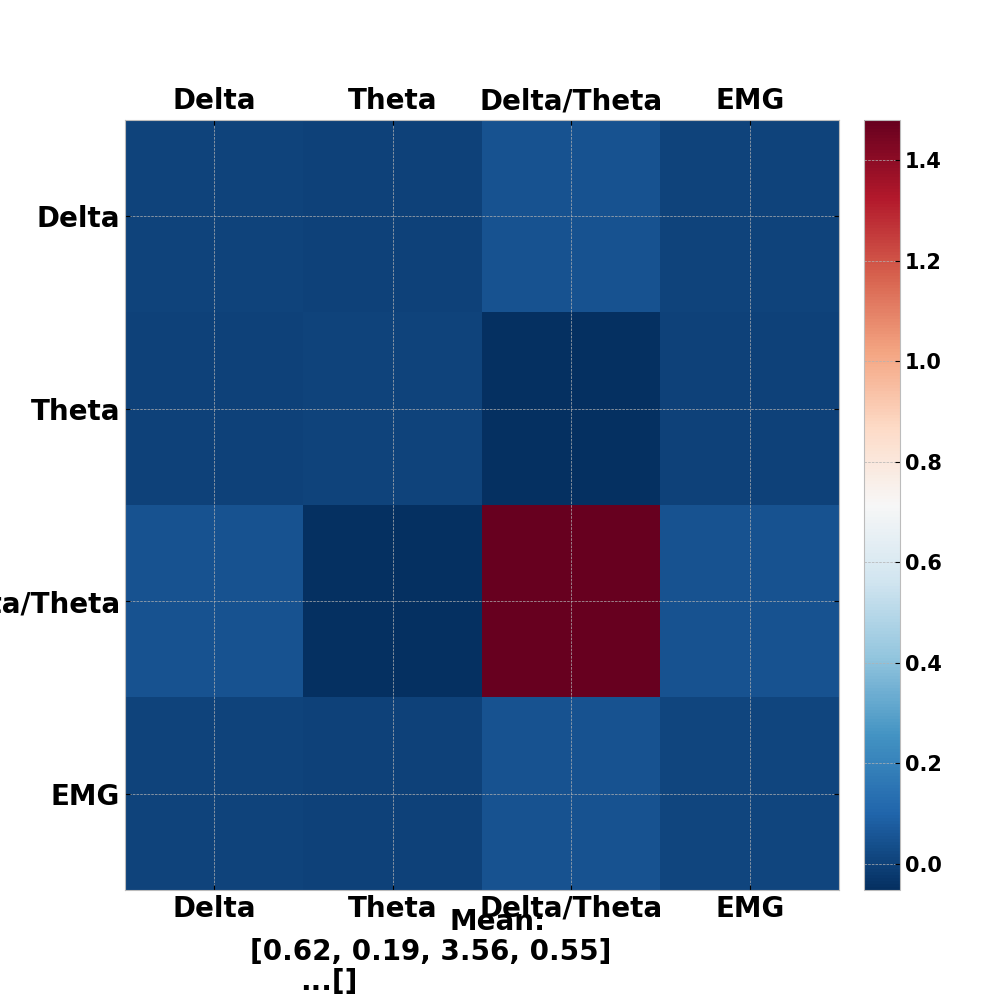 Delta Theta Delta/Theta EMG
Delta
Theta
ta/Theta
EMG
1.4
1.2
1.0
0.8
0.6
0.4
0.2
0.0
Delta Theta Delta/Theta EMG
Mean:
[0.62, 0.19, 3.56, 0.55]
...[]